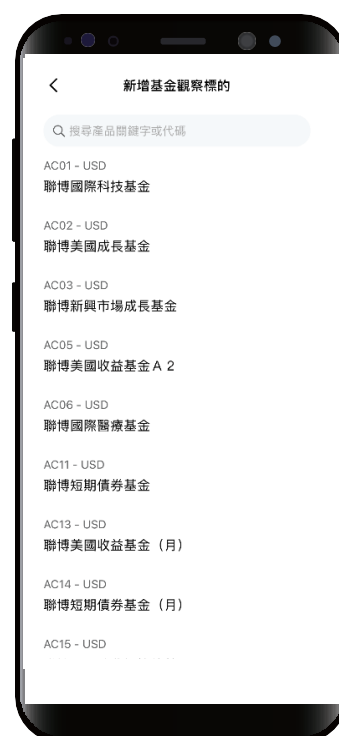 新增基金觀察標的
搜尋產品關鍵字或代碼
AC01 - USD
聯博國際科技基金
AC02 - USD
聯博美國成長基金
AC03 - USD
聯博新興市場成長基金
AC05 - USD
聯博美國收益基金Ａ２
AC06 - USD
聯博國際醫療基金
AC11 - USD
聯博短期債券基金
AC13 - USD
聯博美國收益基金（月）
AC14 - USD
聯博短期債券基金（月）
AC15 - USD